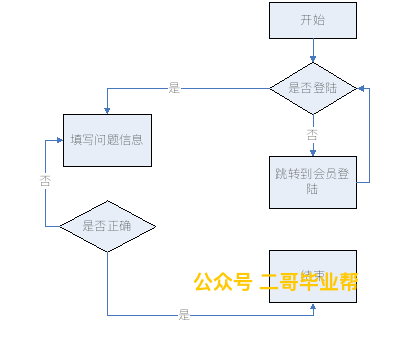 开始
是否登陆
是
否
填写问题信息
跳转到会员登
陆
否
是否正确
结束
公众号 二哥毕业帮
是